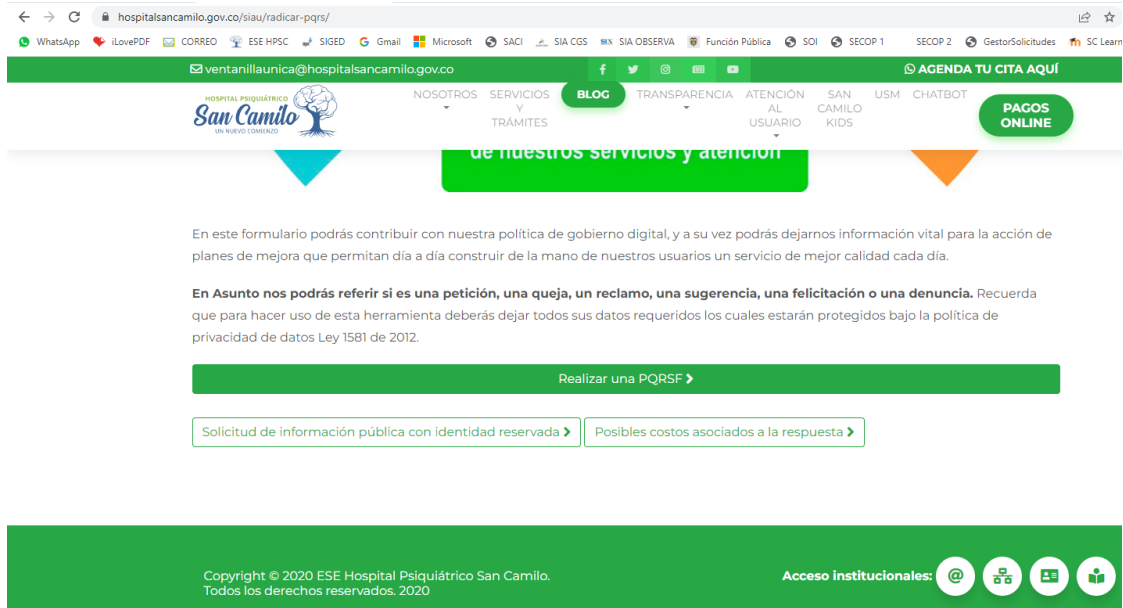 hospitalsancamilo.gov.co/siau/radicar-pqrs/
WhatsApp iLovePDF CORREO ESE HPSC SIGED Gmail Microsoft SACI SIA CGS SIA OBSERVA Función Pública SOI SECOP 1 SECOP 2 GestorSolicitudes SC Learn
ventanillaunica@hospitalsancamilo.gov.co AGENDA TU CITA AQUÍ
HOSPITAL PSIQUIÁTRICO
San Camilo
UN NUEVO COMIENZO
NOSOTROS SERVICIOS Y TRÁMITES BLOG TRANSPARENCIA ATENCIÓN AL USUARIO SAN CAMILO KIDS USM CHATBOT
PAGOS
ONLINE
de nuestros servicios y atención
En este formulario podrás contribuir con nuestra política de gobierno digital, y a su vez podrás dejarnos información vital para la acción de
planes de mejora que permitan día a día construir de la mano de nuestros usuarios un servicio de mejor calidad cada día.
En Asunto nos podrás referir si es una petición, una queja, un reclamo, una sugerencia, una felicitación o una denuncia. Recuerda
que para hacer uso de esta herramienta deberás dejar todos sus datos requeridos los cuales estarán protegidos bajo la política de
privacidad de datos Ley 1581 de 2012.
Realizar una PQRSF
Solicitud de información pública con identidad reservada Posibles costos asociados a la respuesta
Copyright © 2020 ESE Hospital Psiquiátrico San Camilo.
Todos los derechos reservados. 2020
Acceso institucionales: